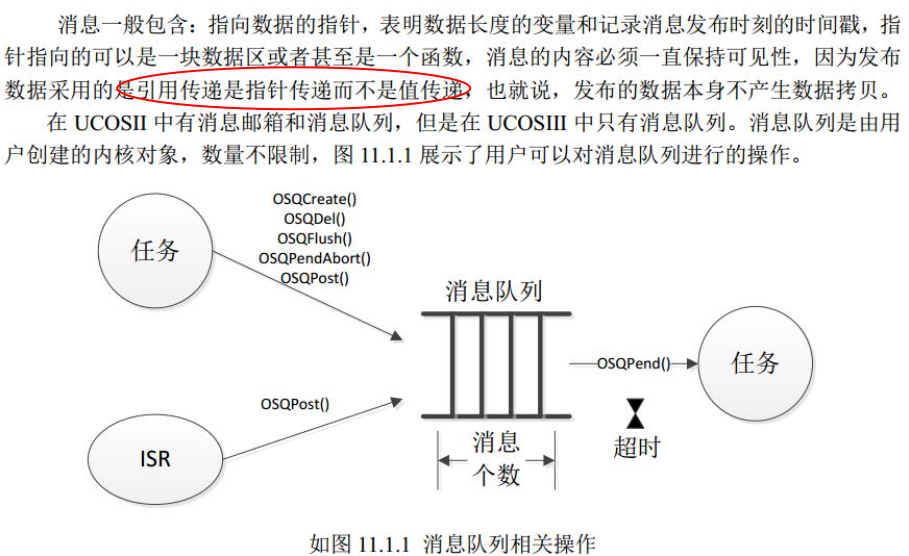 消息一般包含：指向数据的指针，表明数据长度的变量和记录消息发布时刻的时间戳，指
针指向的可以是一块数据区或者甚至是一个函数，消息的内容必须一直保持可见性，因为发布
数据采用的是引用传递是指针传递而不是值传递，也就说，发布的数据本身不产生数据拷贝。
在 UCOSII 中有消息邮箱和消息队列，但是在 UCOSIII 中只有消息队列。消息队列是由用
户创建的内核对象，数量不限制，图 11.1.1 展示了用户可以对消息队列进行的操作。
任务
OSQCreate()
OSQDel()
OSQFlush()
OSQPendAbort()
OSQPost()
消息队列
OSQPend()
任务
超时
OSQPost()
ISR
消息
个数
如图 11.1.1 消息队列相关操作